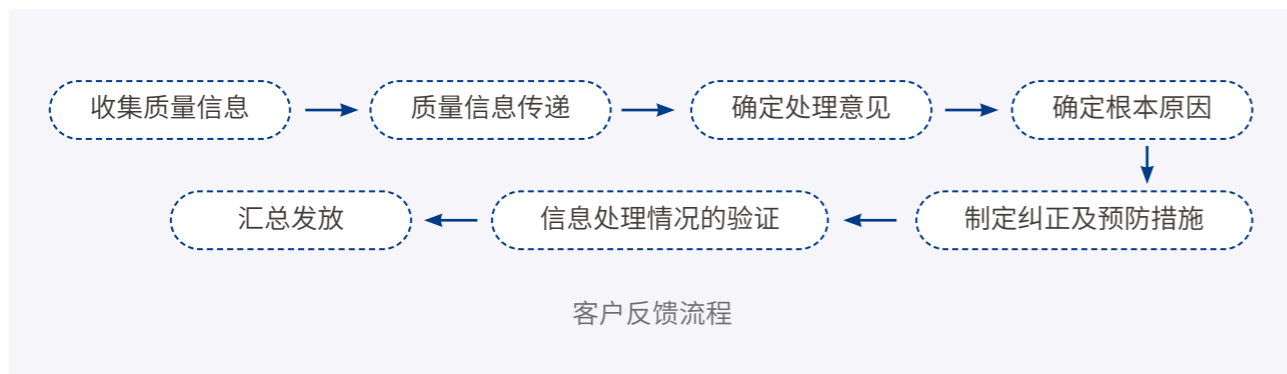 收集质量信息
质量信息传递
确定处理意见
确定根本原因
制定纠正及预防措施
信息处理情况的验证
汇总发放
客户反馈流程